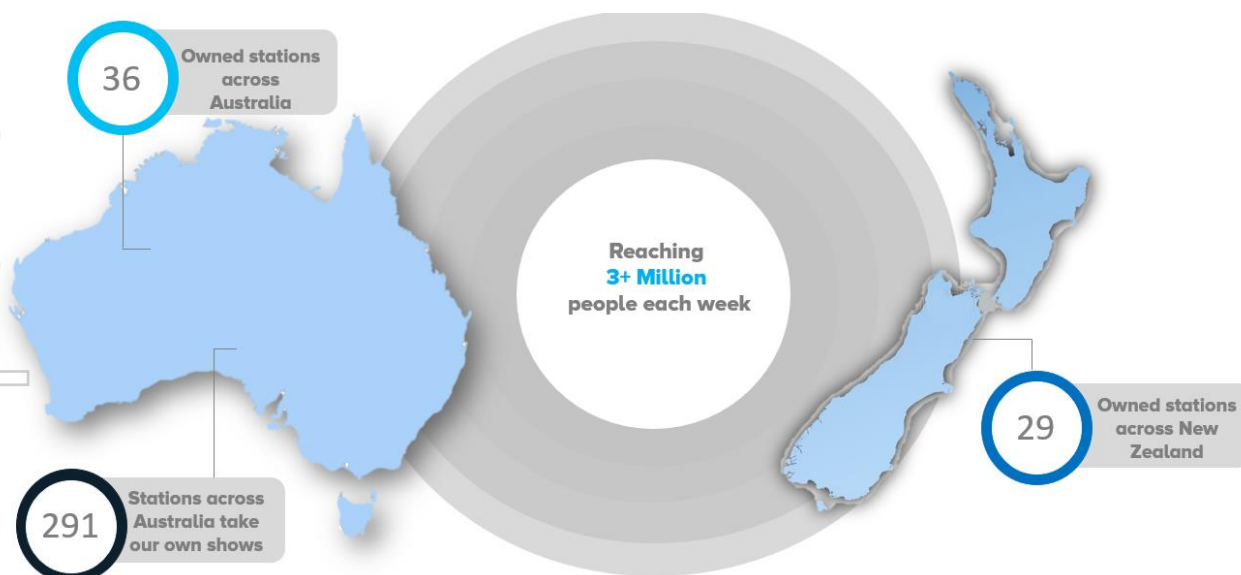 36
Owned stations
across
Australia
Reaching
3+ Million
people each week
29
Owned stations
across New
Zealand
291
Stations across
Australia take
our own shows